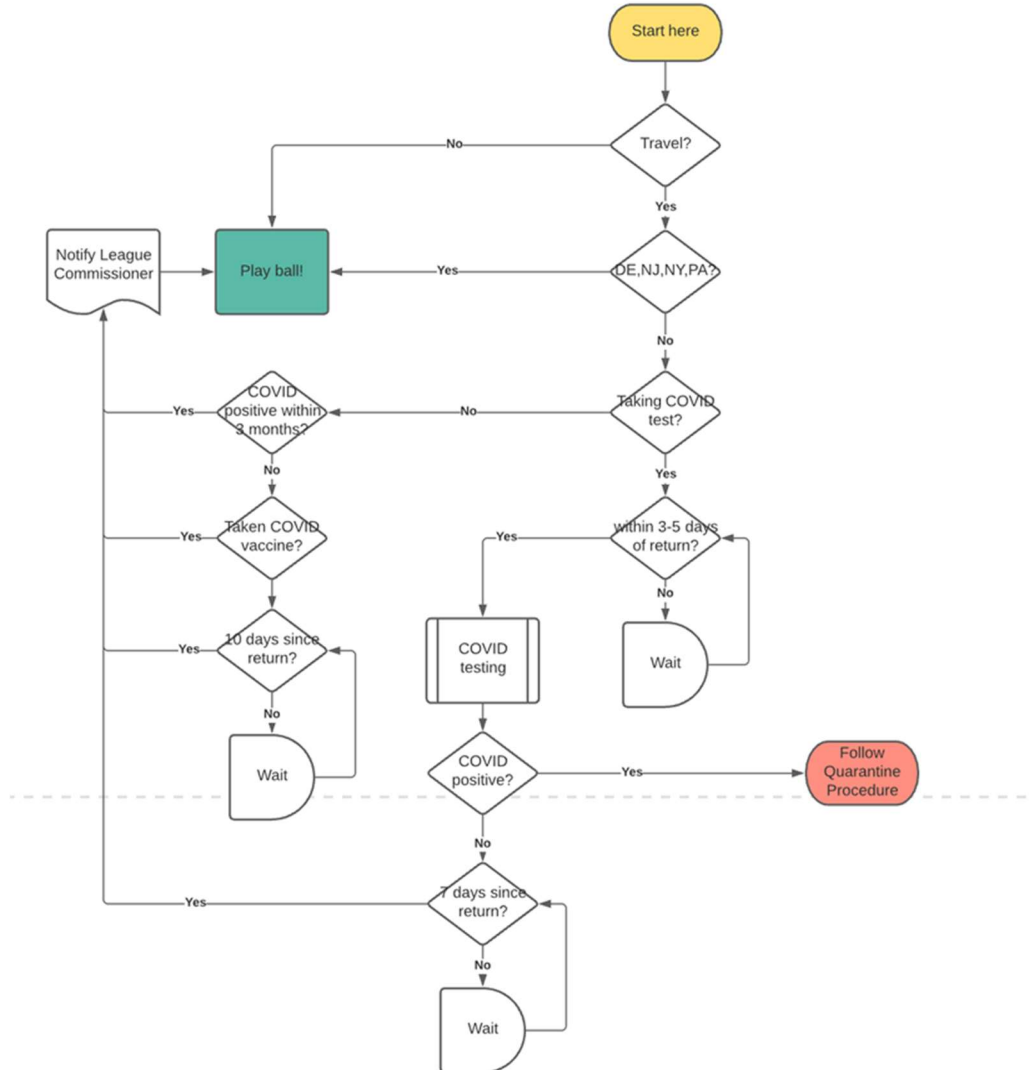 Start here
Travel?
No
Yes
Notify League
Commissioner
Play ball!
Yes
DE,NJ,NY,PA?
No
COVID
positive within
3 months?
Yes
No
Taking COVID
test?
No
Yes
Taken COVID
vaccine?
Yes
within 3-5 days
of return?
Yes
No
10 days since
return?
Yes
No
COVID
testing
Wait
Wait
COVID
positive?
Yes
Follow
Quarantine
Procedure
No
7 days since
return?
Yes
No
Wait